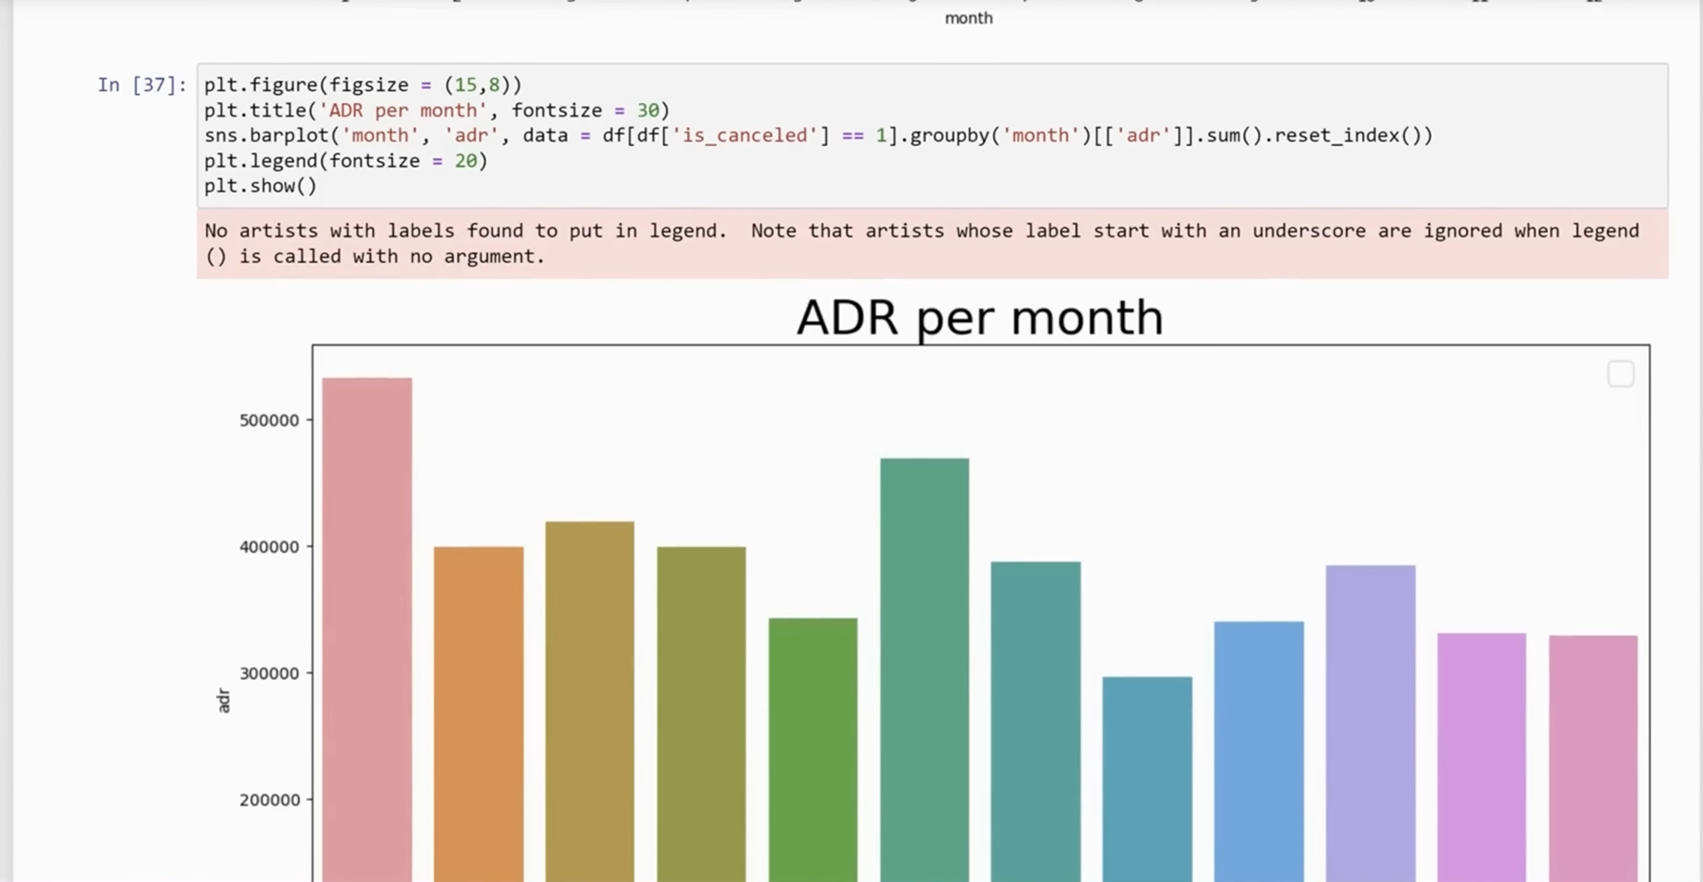 month
In [37]:
plt.figure(figsize = (15,8))
plt.title('ADR per month', fontsize = 30)
sns.barplot('month', 'adr', data = df[df['is_canceled'] == 1].groupby('month')[['adr']].sum().reset_index())
plt.legend(fontsize = 20)
plt.show()
No artists with labels found to put in legend.  Note that artists whose label start with an underscore are ignored when legend
() is called with no argument.
ADR per month
500000
400000
300000
200000
adr